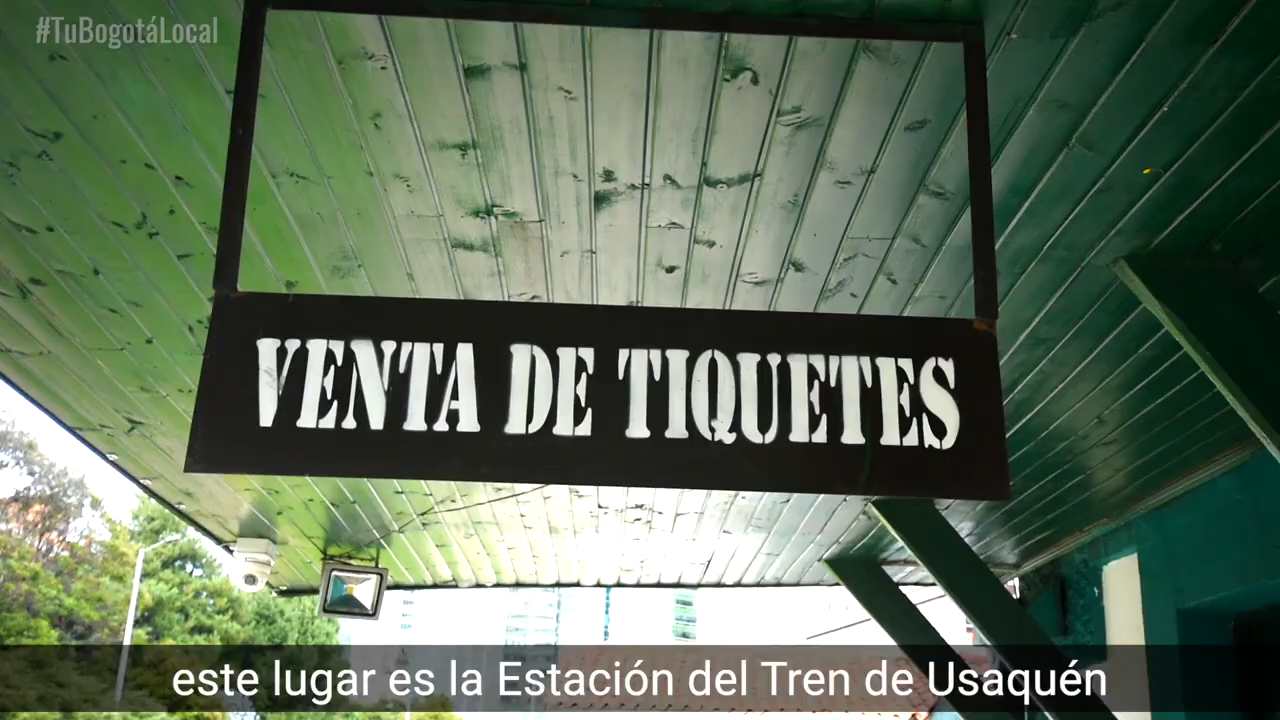 #TuBogotáLocal
VENTA DE TIQUETES
este lugar es la Estación del Tren de Usaquén